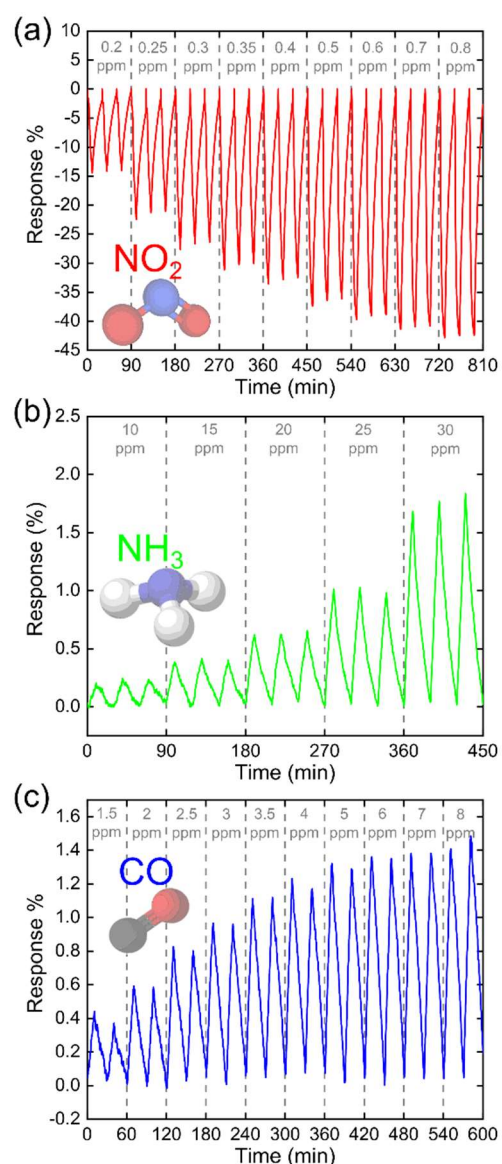 (a)
10
5
0
-5
-10
-15
-20
-25
-30
-35
-40
-45
Response %
0.2 0.25 0.3 0.35 0.4 0.5 0.6 0.7 0.8
ppm ppm ppm ppm ppm ppm ppm ppm ppm
NO₂
0 90 180 270 360 450 540 630 720 810
Time (min)
(b)
2.5
2.0
1.5
1.0
0.5
0.0
Response (%)
10 15 20 25 30
ppm ppm ppm ppm ppm
NH₃
0 90 180 270 360 450
Time (min)
(c)
1.6
1.4
1.2
1.0
0.8
0.6
0.4
0.2
0.0
-0.2
Response %
1.5 2 2.5 3 3.5 4 5 6 7 8
ppm ppm ppm ppm ppm ppm ppm ppm ppm ppm
CO
0 60 120 180 240 300 360 420 480 540 600
Time (min)